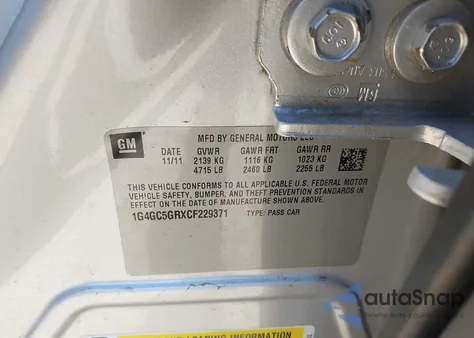 GM
MFD BY GENERAL MOTORS LLC
DATE GVWR GAWR FRT GAWR RR
11/11 2139 KG 1116 KG 1023 KG
4715 LB 2460 LB 2255 LB
THIS VEHICLE CONFORMS TO ALL APPLICABLE U.S. FEDERAL MOTOR
VEHICLE SAFETY, BUMPER, AND THEFT PREVENTION STANDARDS IN
EFFECT ON THE DATE OF MANUFACTURE SHOWN ABOVE.
1G4GC5GRXCF229371 TYPE: PASS CAR
LOADING INFORMATION
autoSnap